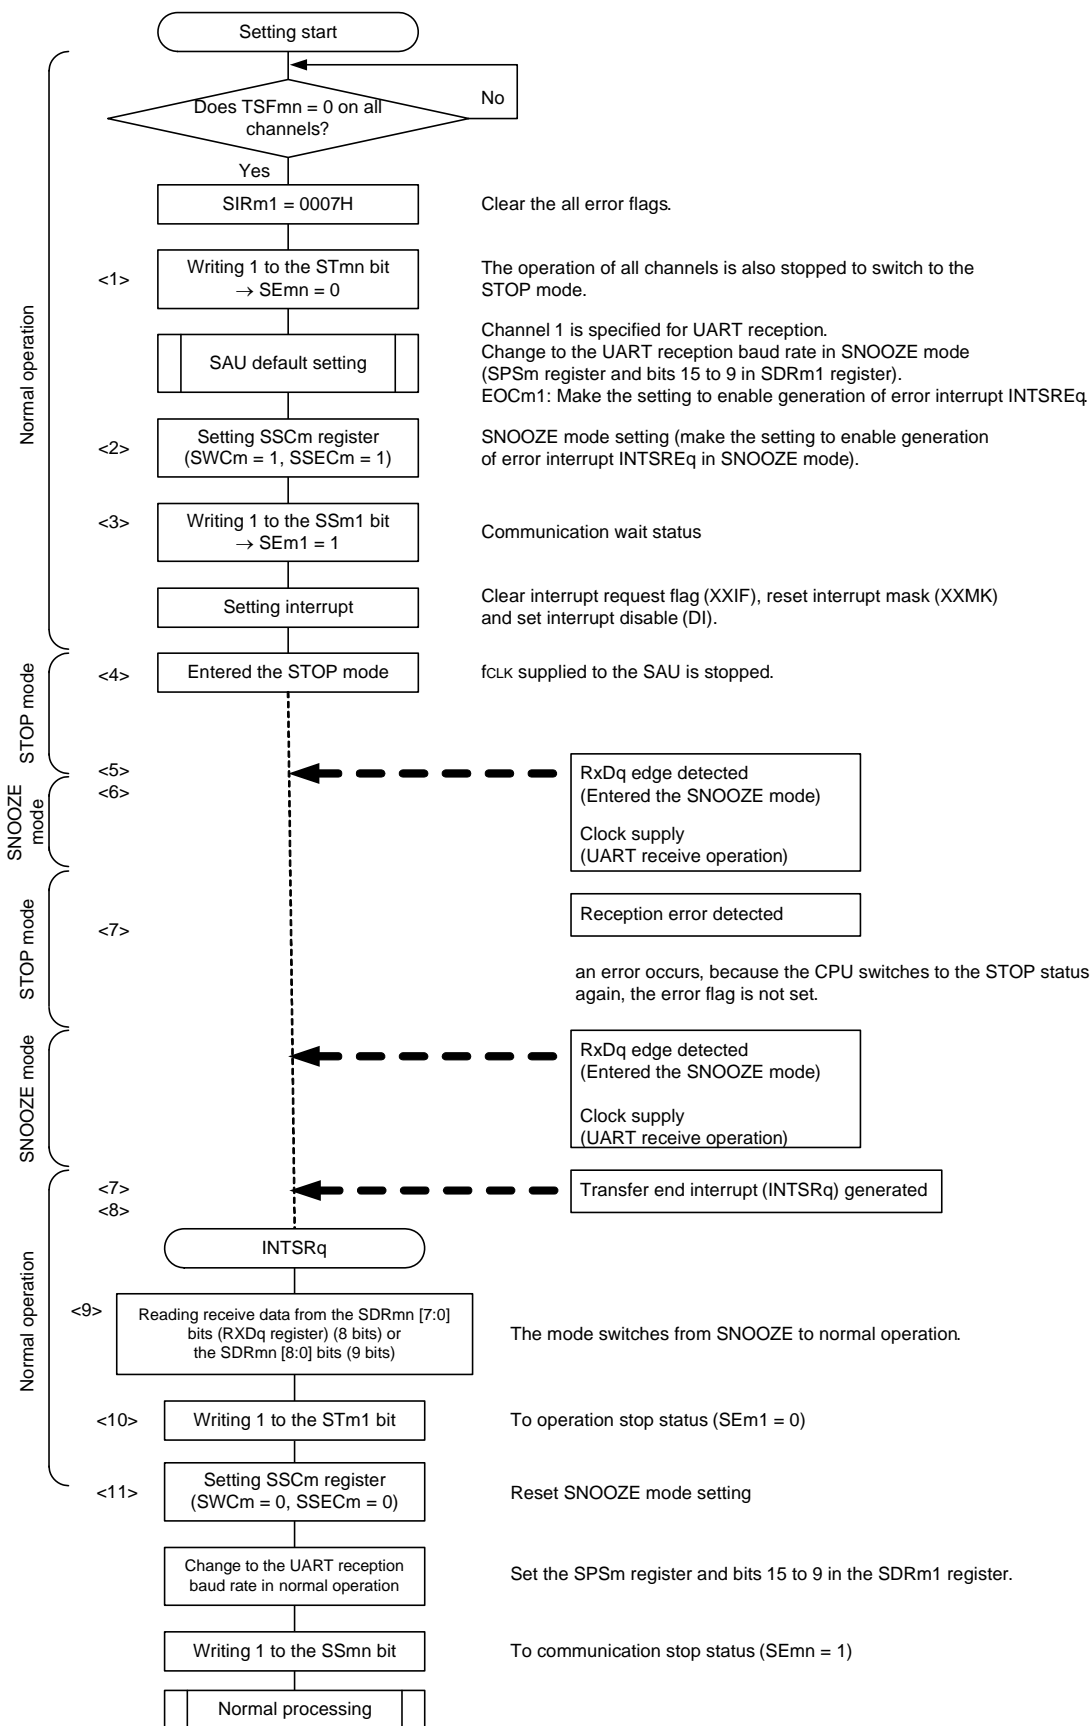 Setting start
No
Does TSFmn = 0 on all
channels?
Yes
SIRm1 = 0007H
Clear the all error flags.
<1>
Writing 1 to the STmn bit
→ SEmn = 0
The operation of all channels is also stopped to switch to the
STOP mode.
Normal operation
SAU default setting
Channel 1 is specified for UART reception.
Change to the UART reception baud rate in SNOOZE mode
(SPSm register and bits 15 to 9 in SDRm1 register).
EOCm1: Make the setting to enable generation of error interrupt INTSREq.
<2>
Setting SSCm register
(SWCm = 1, SSECm = 1)
SNOOZE mode setting (make the setting to enable generation
of error interrupt INTSREq in SNOOZE mode).
<3>
Writing 1 to the SSm1 bit
→ SEm1 = 1
Communication wait status
Setting interrupt
Clear interrupt request flag (XXIF), reset interrupt mask (XXMK)
and set interrupt disable (DI).
STOP mode
<4>
Entered the STOP mode
fCLK supplied to the SAU is stopped.
<5>
<6>
SNOOZE
mode
RxDq edge detected
(Entered the SNOOZE mode)
Clock supply
(UART receive operation)
STOP mode
<7>
Reception error detected
an error occurs, because the CPU switches to the STOP status
again, the error flag is not set.
SNOOZE mode
RxDq edge detected
(Entered the SNOOZE mode)
Clock supply
(UART receive operation)
<7>
<8>
Transfer end interrupt (INTSRq) generated
INTSRq
Normal operation
<9>
Reading receive data from the SDRmn [7:0]
bits (RXDq register) (8 bits) or
the SDRmn [8:0] bits (9 bits)
The mode switches from SNOOZE to normal operation.
<10>
Writing 1 to the STm1 bit
To operation stop status (SEm1 = 0)
<11>
Setting SSCm register
(SWCm = 0, SSECm = 0)
Reset SNOOZE mode setting
Change to the UART reception
baud rate in normal operation
Set the SPSm register and bits 15 to 9 in the SDRm1 register.
Writing 1 to the SSmn bit
To communication stop status (SEmn = 1)
Normal processing